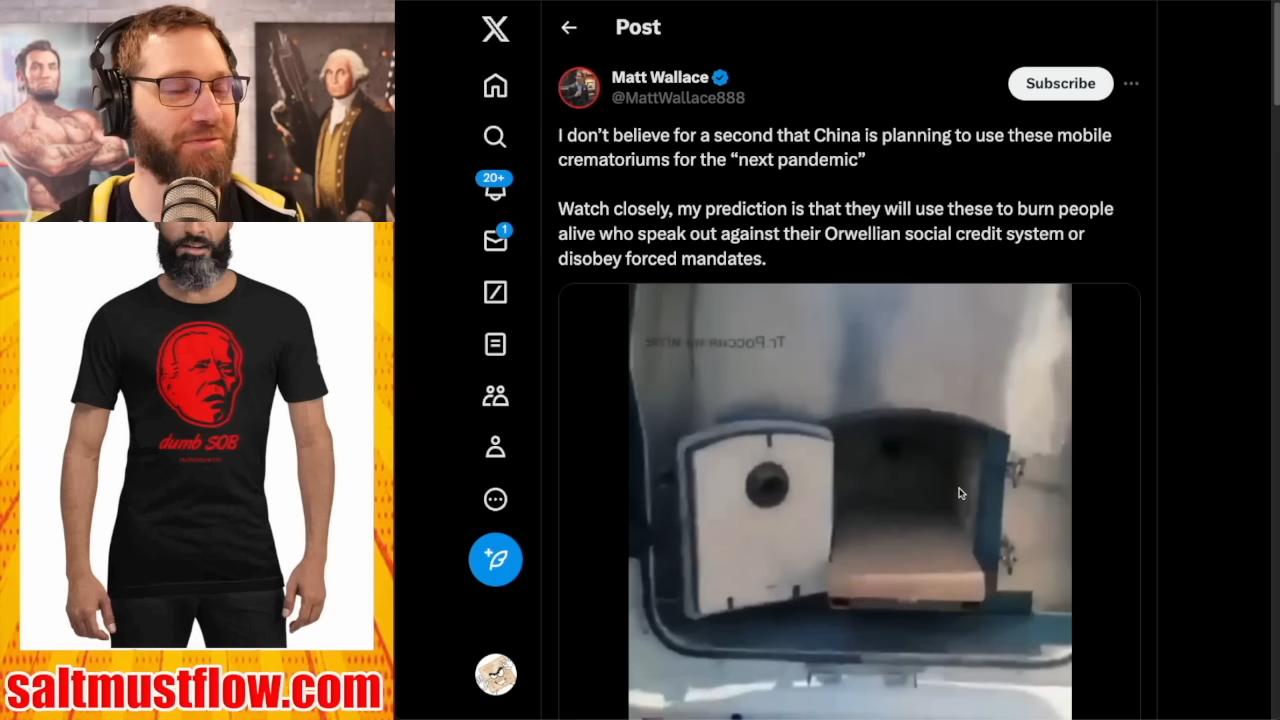 Post
Matt Wallace
@MattWallace888
Subscribe
I don't believe for a second that China is planning to use these mobile
crematoriums for the “next pandemic”
Watch closely, my prediction is that they will use these to burn people
alive who speak out against their Orwellian social credit system or
disobey forced mandates.
20+
1
dumb SOB
saltmustflow.com